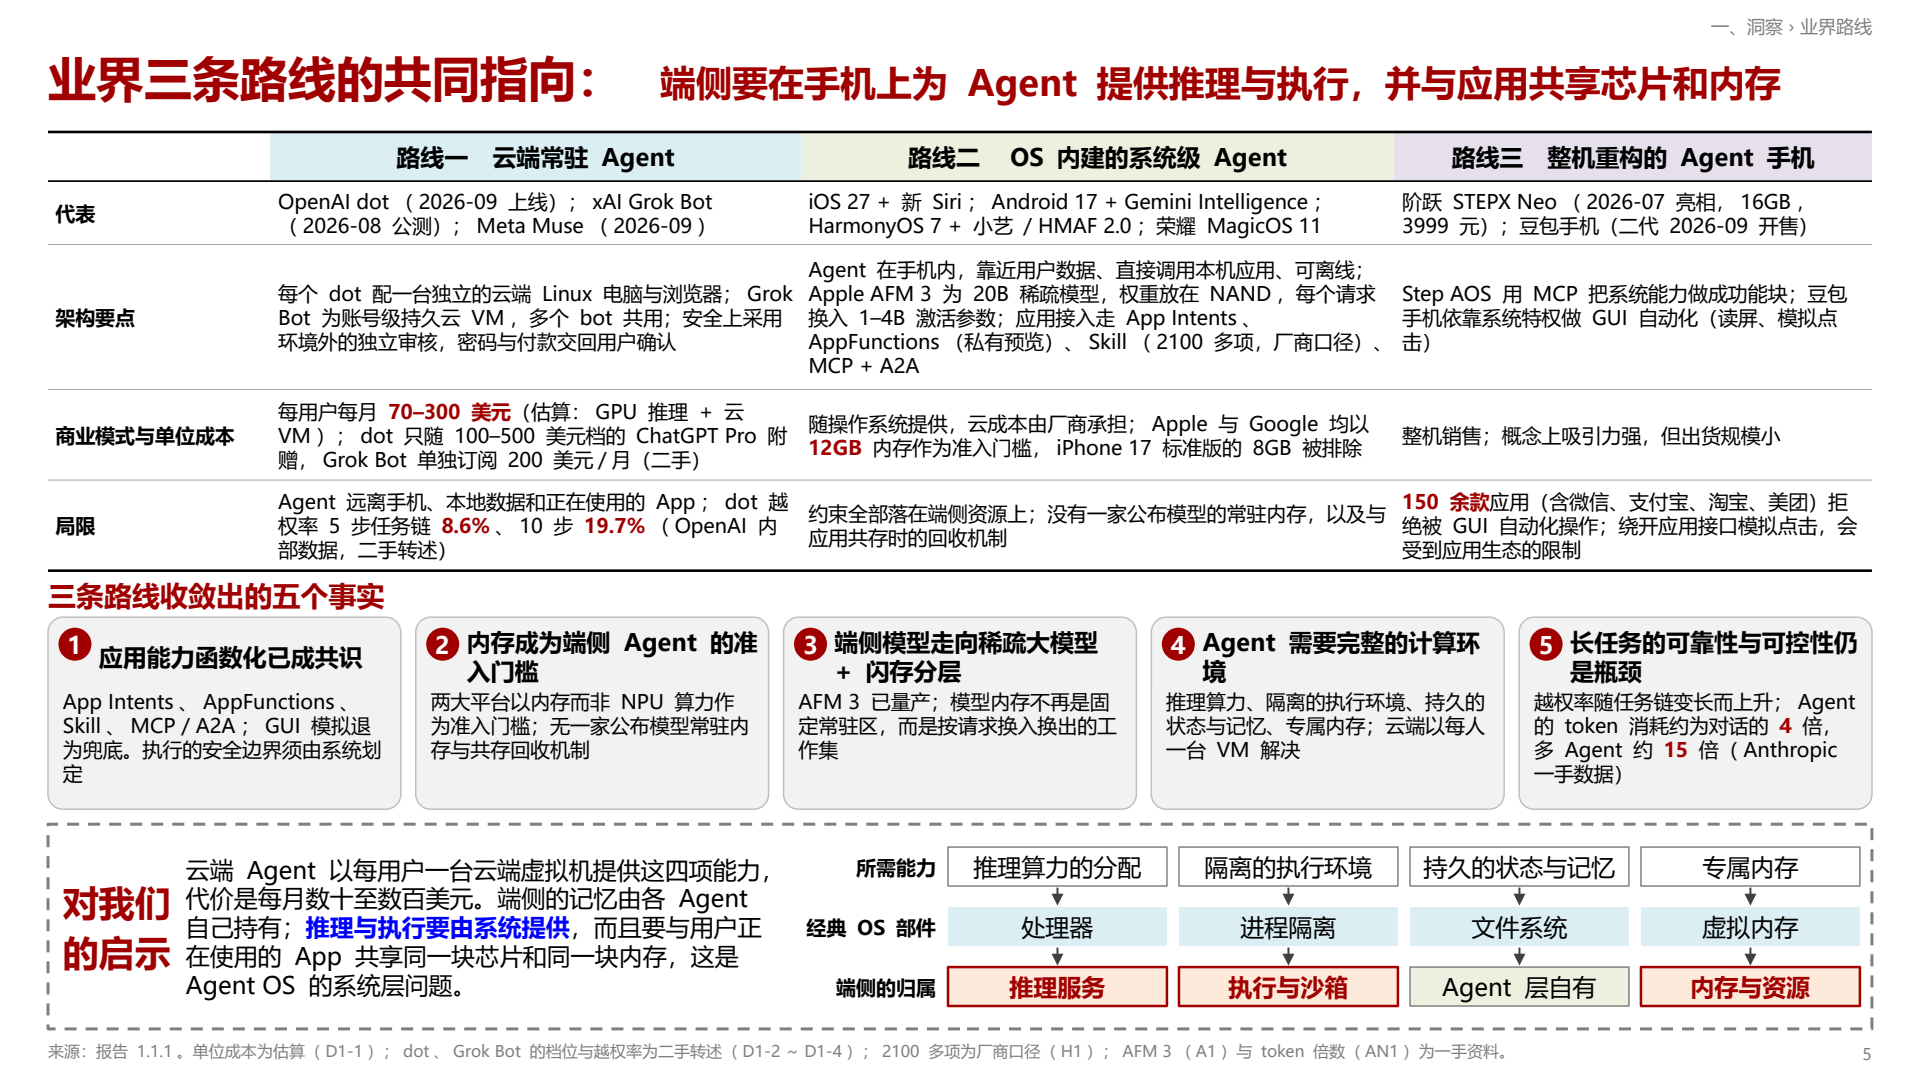 一、洞察 › 业界路线
业界三条路线的共同指向： 端侧要在手机上为 Agent 提供推理与执行，并与应用共享芯片和内存
路线一 云端常驻 Agent
路线二 OS 内建的系统级 Agent
路线三 整机重构的 Agent 手机
代表
OpenAI dot （ 2026-09 上线）； xAI Grok Bot
（ 2026-08 公测）； Meta Muse （ 2026-09 ）
iOS 27 + 新 Siri ； Android 17 + Gemini Intelligence ；
HarmonyOS 7 + 小艺 / HMAF 2.0 ；荣耀 MagicOS 11
阶跃 STEPX Neo （ 2026-07 亮相， 16GB ，
3999 元）；豆包手机（二代 2026-09 开售）
架构要点
每个 dot 配一台独立的云端 Linux 电脑与浏览器； Grok
Bot 为账号级持久云 VM ，多个 bot 共用；安全上采用
环境外的独立审核，密码与付款交回用户确认
Agent 在手机内，靠近用户数据、直接调用本机应用、可离线；
Apple AFM 3 为 20B 稀疏模型，权重放在 NAND ，每个请求
换入 1–4B 激活参数；应用接入走 App Intents 、
AppFunctions （私有预览）、 Skill （ 2100 多项，厂商口径）、
MCP + A2A
Step AOS 用 MCP 把系统能力做成功能块；豆包
手机依靠系统特权做 GUI 自动化（读屏、模拟点
击）
商业模式与单位成本
每用户每月 70–300 美元（估算： GPU 推理 + 云
VM ）； dot 只随 100–500 美元档的 ChatGPT Pro 附
赠， Grok Bot 单独订阅 200 美元 / 月（二手）
随操作系统提供，云成本由厂商承担； Apple 与 Google 均以
12GB 内存作为准入门槛， iPhone 17 标准版的 8GB 被排除
整机销售；概念上吸引力强，但出货规模小
局限
Agent 远离手机、本地数据和正在使用的 App ； dot 越
权率 5 步任务链 8.6% 、 10 步 19.7% （ OpenAI 内
部数据，二手转述）
约束全部落在端侧资源上；没有一家公布模型的常驻内存，以及与
应用共存时的回收机制
150 余款应用（含微信、支付宝、淘宝、美团）拒
绝被 GUI 自动化操作；绕开应用接口模拟点击，会
受到应用生态的限制
三条路线收敛出的五个事实
1 应用能力函数化已成共识
App Intents 、 AppFunctions 、
Skill 、 MCP / A2A ； GUI 模拟退
为兜底。执行的安全边界须由系统划
定
2 内存成为端侧 Agent 的准
入门槛
两大平台以内存而非 NPU 算力作
为准入门槛；无一家公布模型常驻内
存与共存回收机制
3 端侧模型走向稀疏大模型
+ 闪存分层
AFM 3 已量产；模型内存不再是固
定常驻区，而是按请求换入换出的工
作集
4 Agent 需要完整的计算环
境
推理算力、隔离的执行环境、持久的
状态与记忆、专属内存；云端以每人
一台 VM 解决
5 长任务的可靠性与可控性仍
是瓶颈
越权率随任务链变长而上升； Agent
的 token 消耗约为对话的 4 倍，
多 Agent 约 15 倍（ Anthropic
一手数据）
对我们
的启示
云端 Agent 以每用户一台云端虚拟机提供这四项能力，
代价是每月数十至数百美元。端侧的记忆由各 Agent
自己持有；推理与执行要由系统提供，而且要与用户正
在使用的 App 共享同一块芯片和同一块内存，这是
Agent OS 的系统层问题。
所需能力 推理算力的分配 隔离的执行环境 持久的状态与记忆 专属内存
经典 OS 部件 处理器 进程隔离 文件系统 虚拟内存
端侧的归属 推理服务 执行与沙箱 Agent 层自有 内存与资源
来源：报告 1.1.1 。单位成本为估算（ D1-1 ）； dot 、 Grok Bot 的档位与越权率为二手转述（ D1-2 ~ D1-4 ）； 2100 多项为厂商口径（ H1 ）； AFM 3 （ A1 ）与 token 倍数（ AN1 ）为一手资料。
5